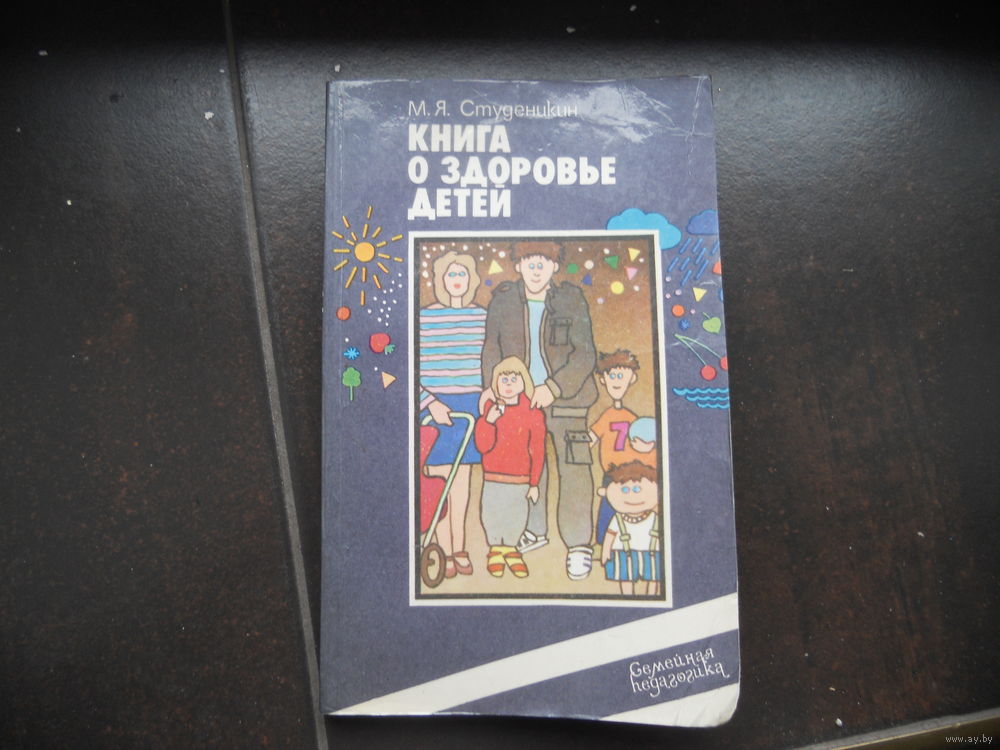 М. Я. Студеникин
КНИГА
О ЗДОРОВЬЕ
ДЕТЕЙ
7
Семейная
педагогика
www.ay.by